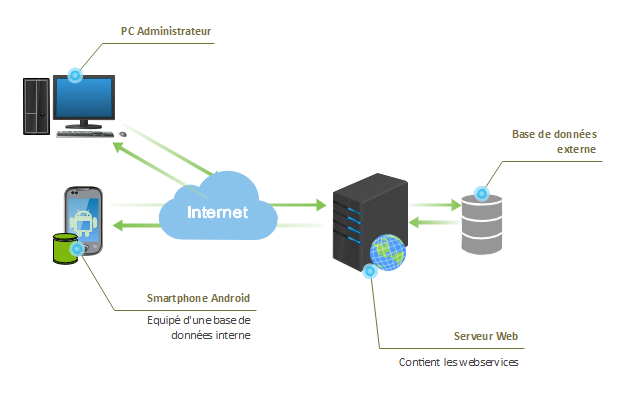 PC Administrateur
Base de données
externe
Internet
Smartphone Android
Equipé d'une base de
données interne
Serveur Web
Contient les webservices